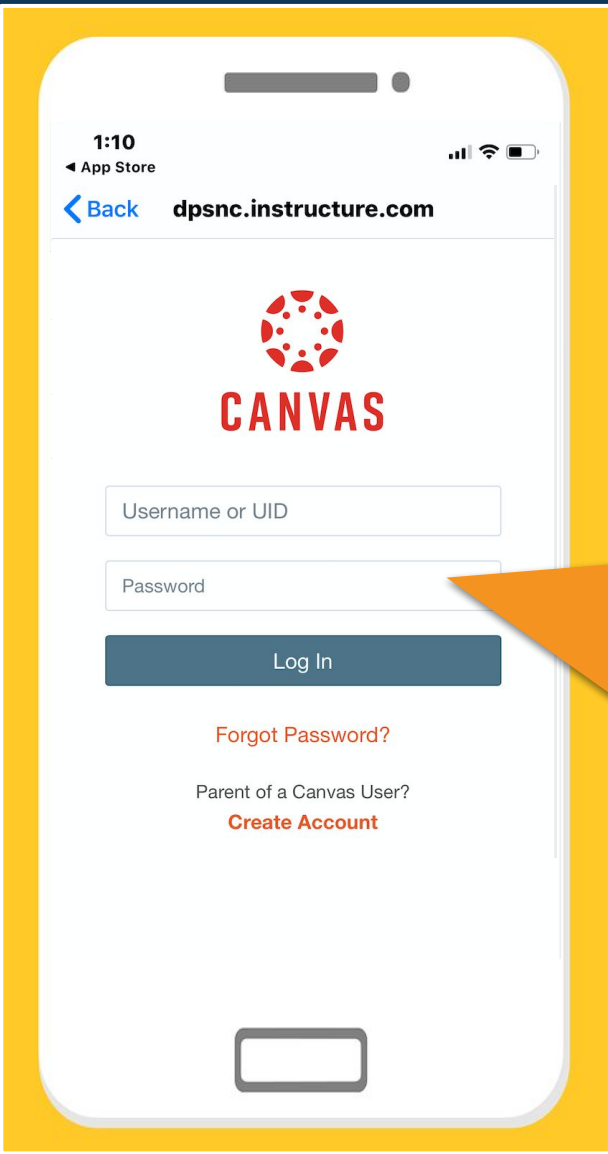 1:10
◀ App Store
Back dpsnc.instructure.com
CANVAS
Username or UID
Password
Log In
Forgot Password?
Parent of a Canvas User?
Create Account